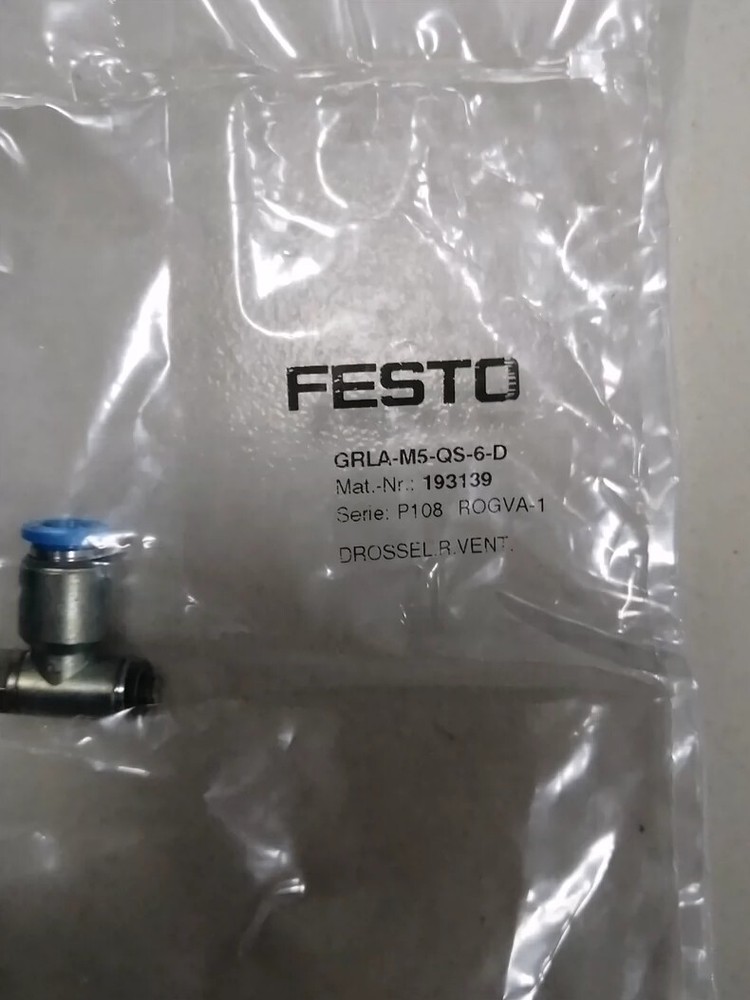 FESTO
GRLA-M5-QS-6-D
Mat.-Nr.: 193139
Serie: P108 ROGVA-1
DROSSEL.R.VENT.